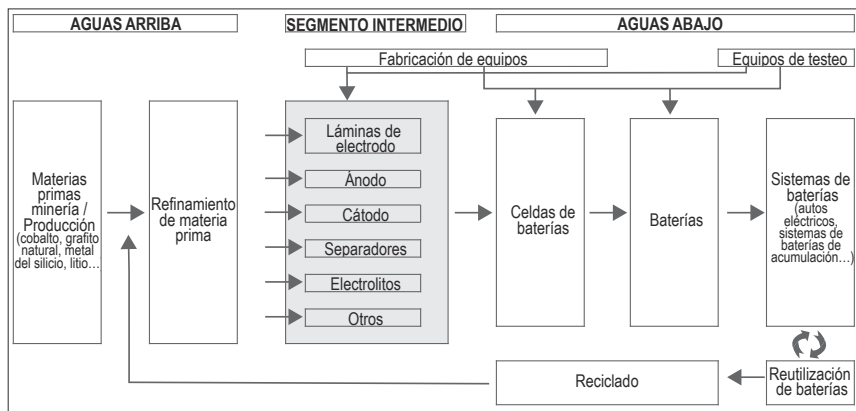 AGUAS ARRIBA
SEGMENTO INTERMEDIO
AGUAS ABAJO
Fabricación de equipos
Equipos de testeo
Materias
primas
minería /
Producción
(cobalto, grafito
natural, metal
del silicio, litio...)
Refinamiento
de materia
prima
Láminas de
electrodo
Ánodo
Cátodo
Separadores
Electrolitos
Otros
Celdas de
baterías
Baterías
Sistemas de
baterías
(autos
eléctricos,
sistemas de
baterías de
acumulación...)
Reciclado
Reutilización
de baterías